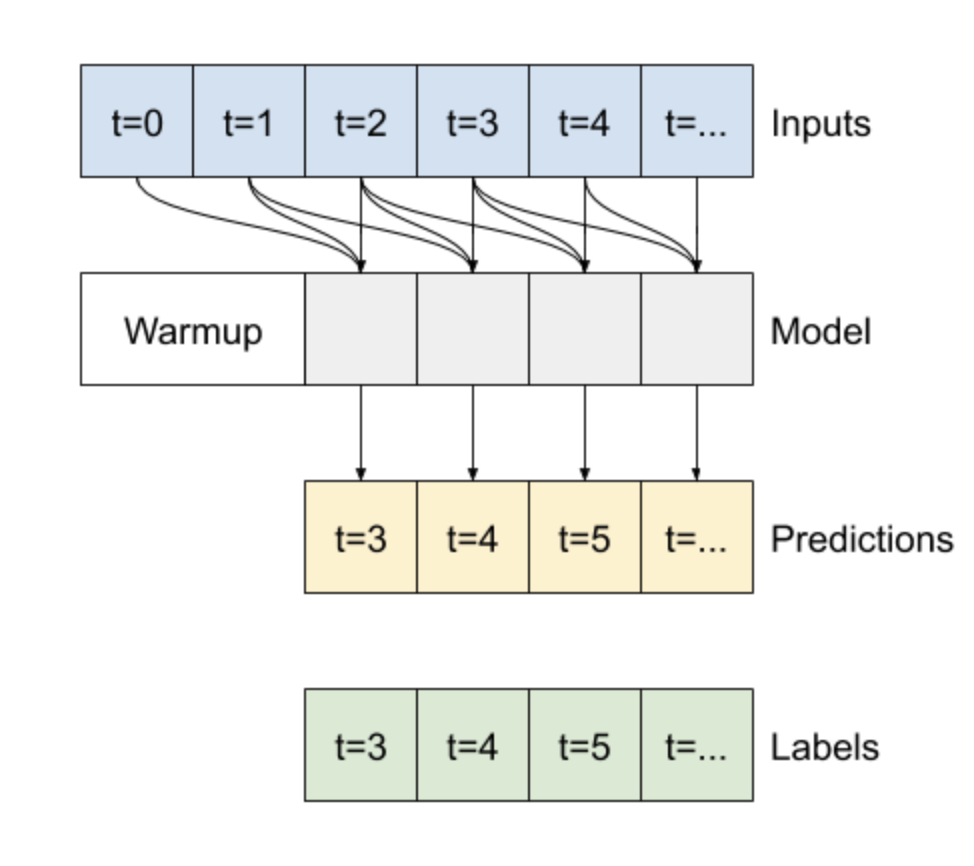 t=0 t=1 t=2 t=3 t=4 t=... Inputs
Warmup Model
t=3 t=4 t=5 t=... Predictions
t=3 t=4 t=5 t=... Labels